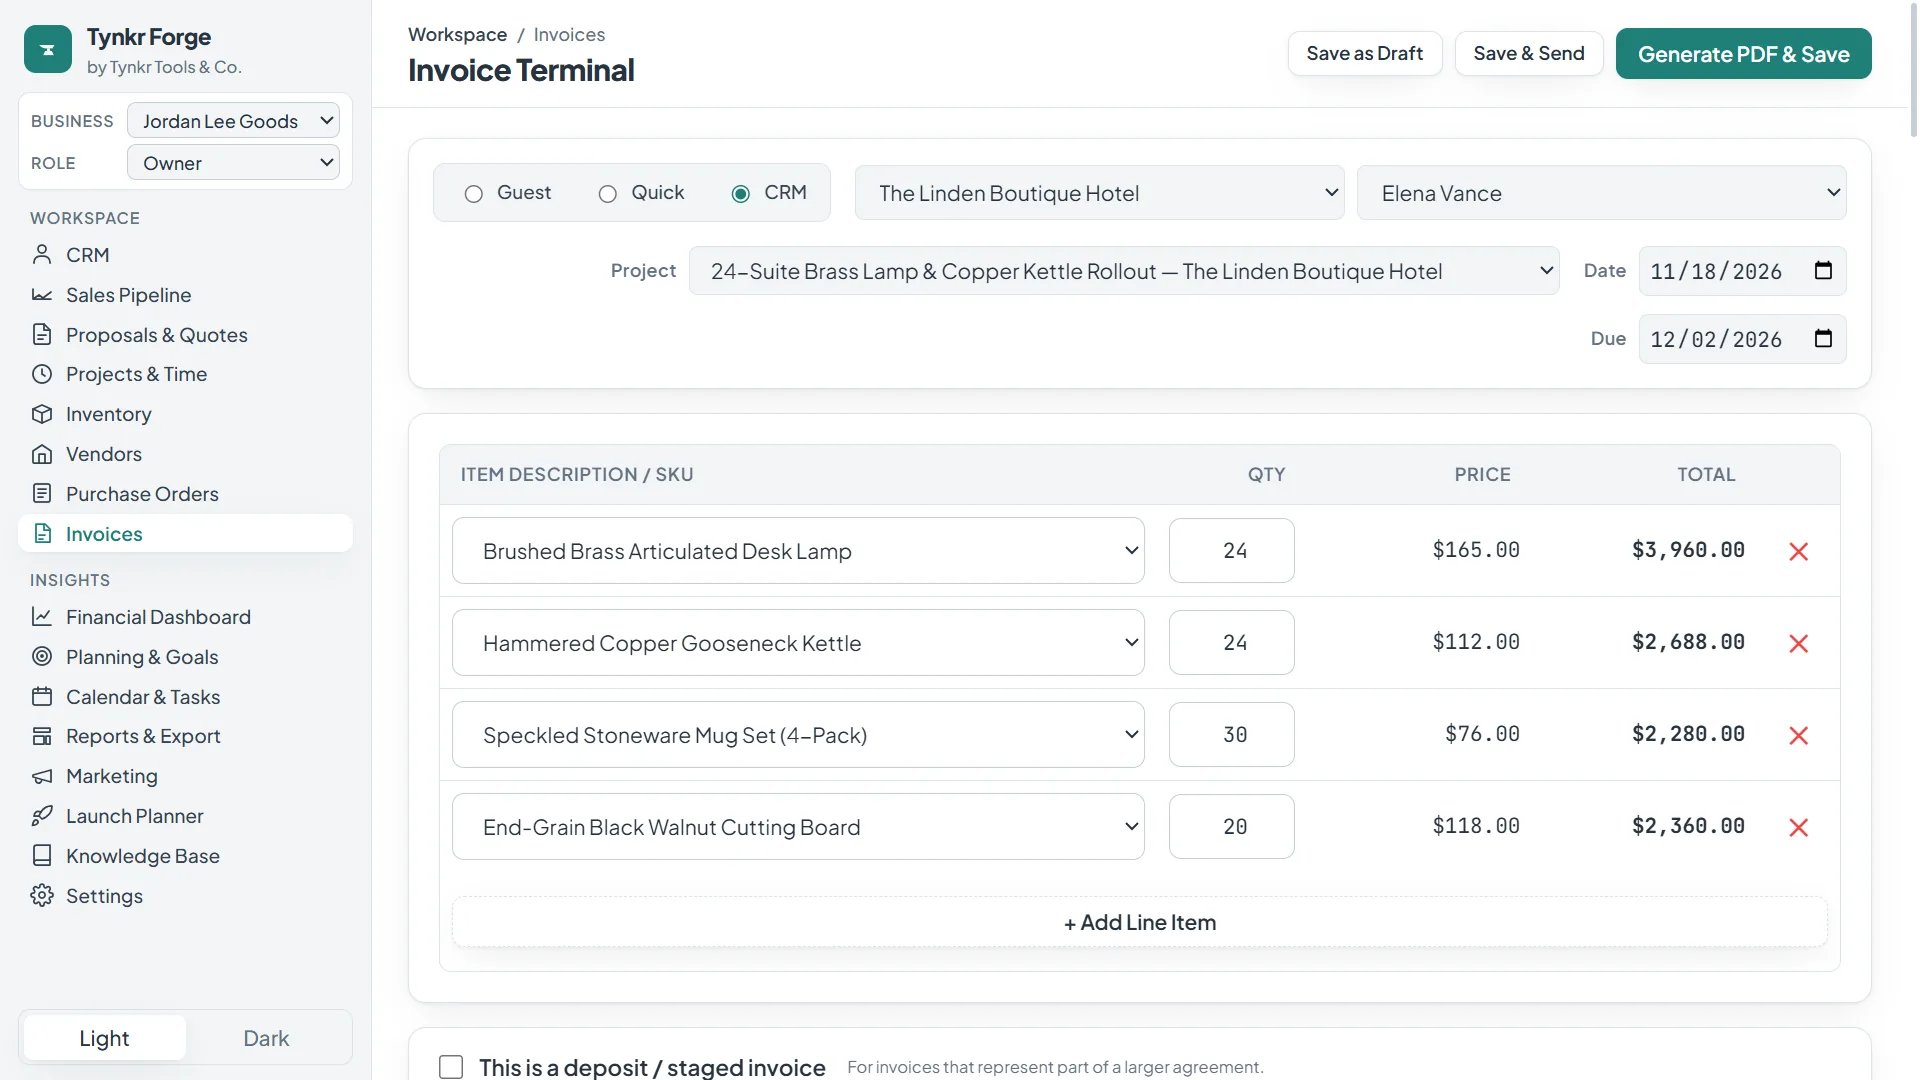 Tynkr Forge
by Tynkr Tools & Co.
BUSINESS Jordan Lee Goods
ROLE Owner
WORKSPACE
CRM
Sales Pipeline
Proposals & Quotes
Projects & Time
Inventory
Vendors
Purchase Orders
Invoices
INSIGHTS
Financial Dashboard
Planning & Goals
Calendar & Tasks
Reports & Export
Marketing
Launch Planner
Knowledge Base
Settings
Light Dark
Workspace / Invoices
Invoice Terminal
Save as Draft Save & Send Generate PDF & Save
Guest Quick CRM The Linden Boutique Hotel Elena Vance
Project 24–Suite Brass Lamp & Copper Kettle Rollout — The Linden Boutique Hotel Date 11/18/2026
Due 12/02/2026
ITEM DESCRIPTION / SKU QTY PRICE TOTAL
Brushed Brass Articulated Desk Lamp 24 $165.00 $3,960.00
Hammered Copper Gooseneck Kettle 24 $112.00 $2,688.00
Speckled Stoneware Mug Set (4–Pack) 30 $76.00 $2,280.00
End-Grain Black Walnut Cutting Board 20 $118.00 $2,360.00
+ Add Line Item
This is a deposit / staged invoice For invoices that represent part of a larger agreement.